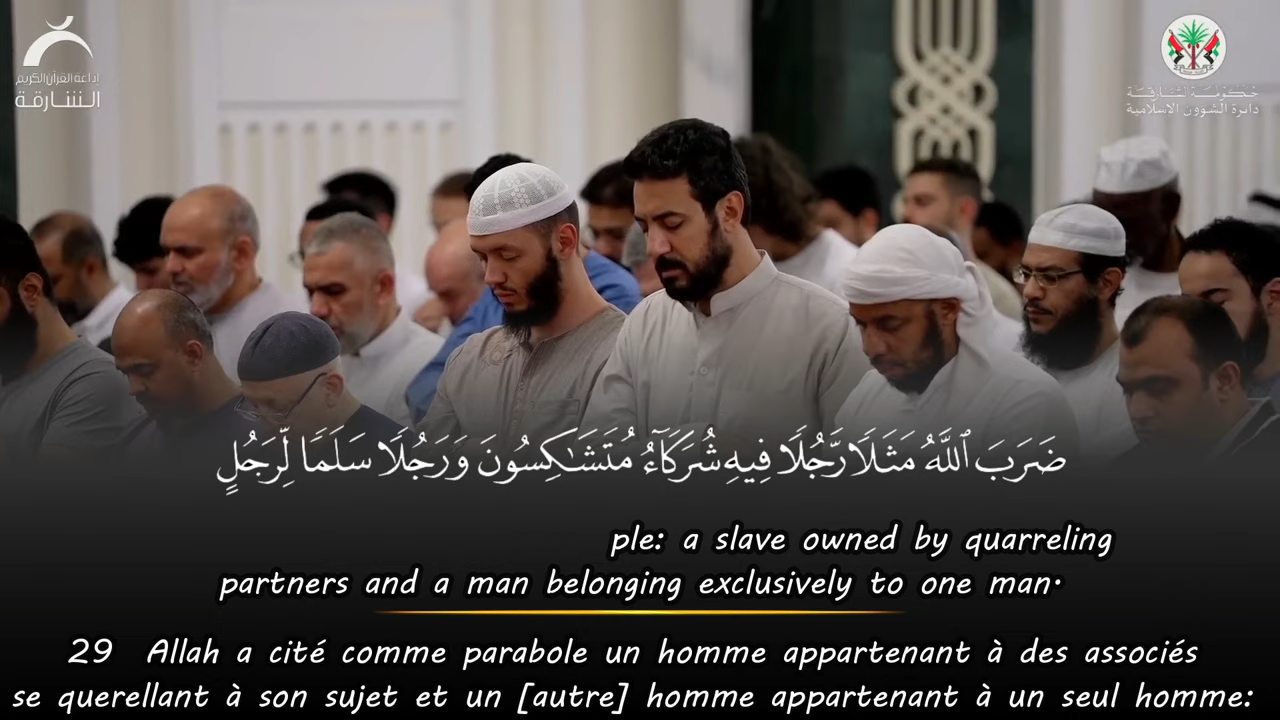 اذاعة القرآن الكريم
الشارقة
حكومة الشارقة
دائرة الشؤون الاسلامية
ضَرَبَ ٱللَّهُ مَثَلًا رَّجُلًا فِيهِ شُرَكَآءُ مُتَشَـٰكِسُونَ وَرَجُلًا سَلَمًا لِّرَجُلٍ
ple: a slave owned by quarreling
partners and a man belonging exclusively to one man·
29 Allah a cité comme parabole un homme appartenant à des associés
se querellant à son sujet et un [autre] homme appartenant à un seul homme: